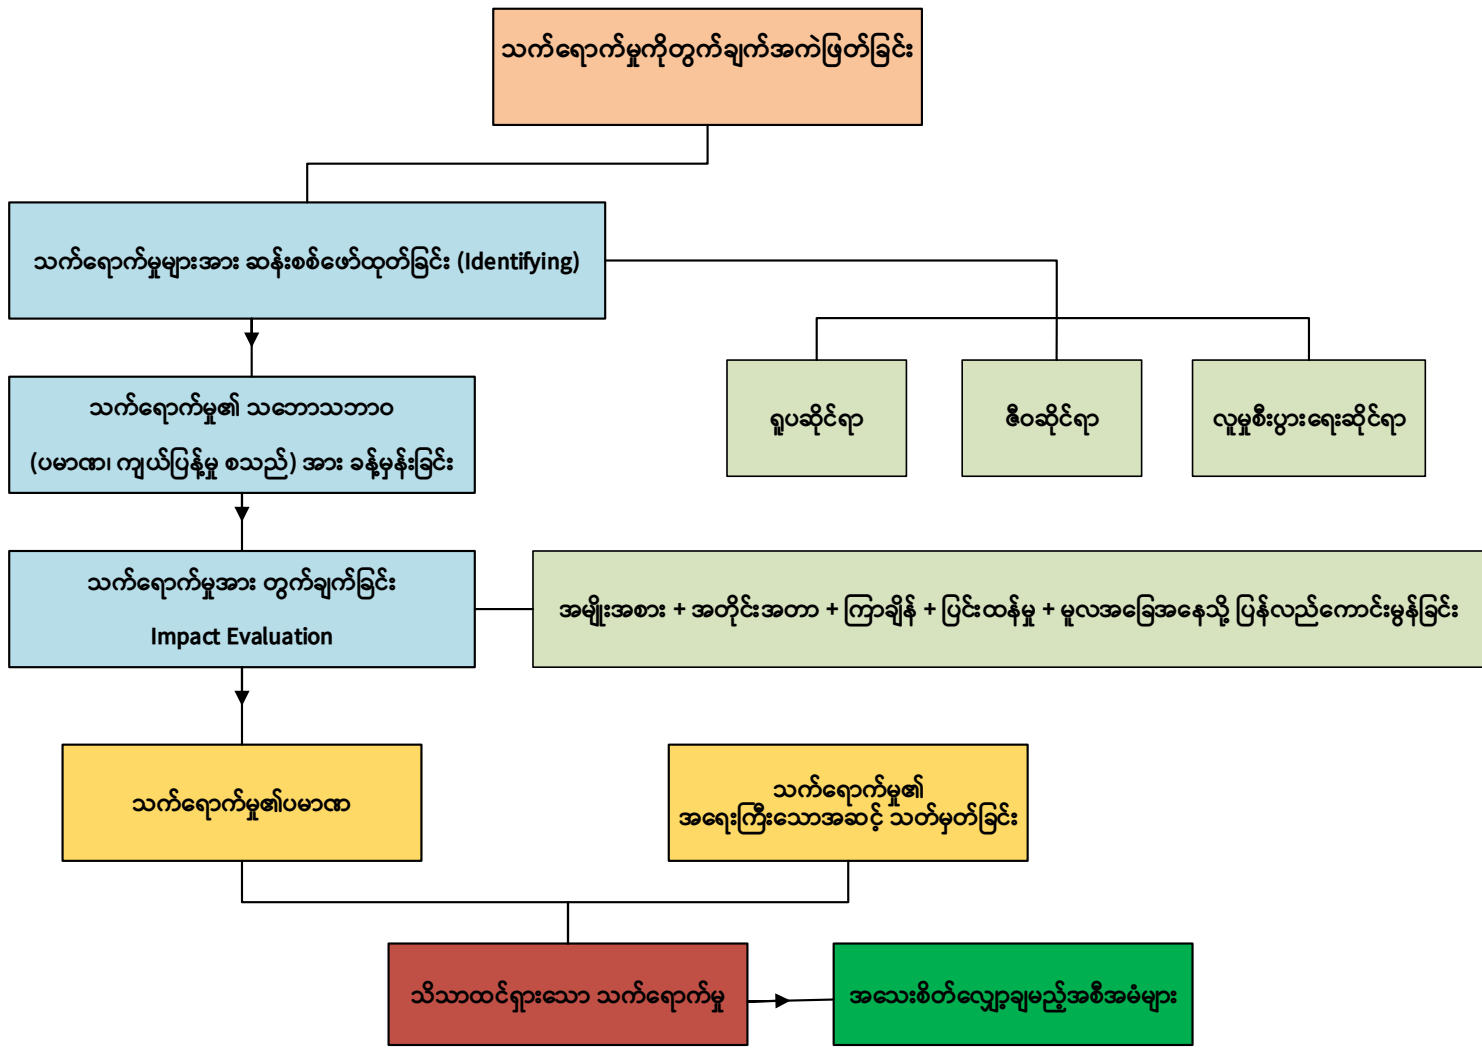 သက်ရောက်မှုကိုတွက်ချက်အကဲဖြတ်ခြင်း
သက်ရောက်မှုများအား ဆန်းစစ်ဖော်ထုတ်ခြင်း (Identifying)
သက်ရောက်မှု၏ သဘောသဘာဝ
(ပမာဏ၊ ကျယ်ပြန့်မှု စသည်) အား ခန့်မှန်းခြင်း
ရူပဆိုင်ရာ
ဇီဝဆိုင်ရာ
လူမှုစီးပွားရေးဆိုင်ရာ
သက်ရောက်မှုအား တွက်ချက်ခြင်း
Impact Evaluation
အမျိုးအစား + အတိုင်းအတာ + ကြာချိန် + ပြင်းထန်မှု + မူလအခြေအနေသို့ ပြန်လည်ကောင်းမွန်ခြင်း
သက်ရောက်မှု၏ပမာဏ
သက်ရောက်မှု၏
အရေးကြီးသောအဆင့် သတ်မှတ်ခြင်း
သိသာထင်ရှားသော သက်ရောက်မှု
အသေးစိတ်လျှော့ချမည့်အစီအမံများ